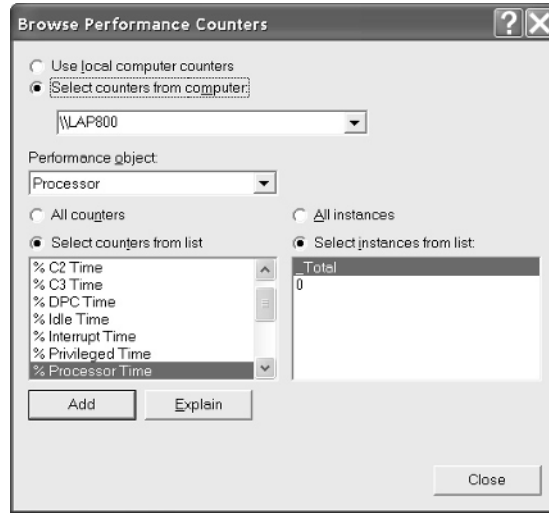 Browse Performance Counters
Use local computer counters
Select counters from computer:
\\LAP800
Performance object:
Processor
All counters
All instances
Select counters from list
Select instances from list:
% C2 Time
% C3 Time
% DPC Time
% Idle Time
% Interrupt Time
% Privileged Time
% Processor Time
_Total
0
Add
Explain
Close